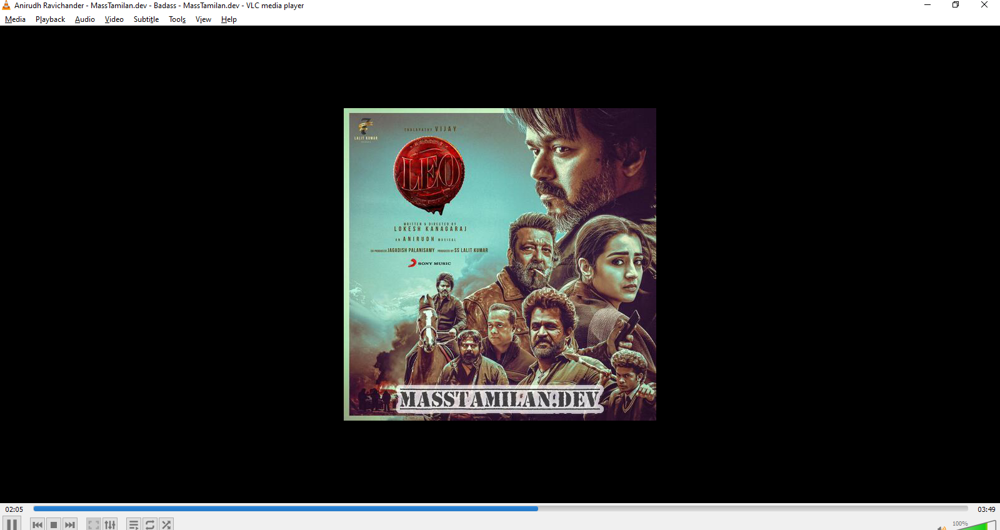 Anirudh Ravichander - MassTamilan.dev - Badass - MassTamilan.dev - VLC media player
Media Playback Audio Video Subtitle Tools View Help
7
LALIT KUMAR
THALAPATHY VIJAY
LEO
WRITTEN & DIRECTED BY
LOKESH KANAGARAJ
AN ANIRUDH MUSICAL
CO PRODUCER JAGADISH PALANISAMY PRODUCED BY SS LALIT KUMAR
SONY MUSIC
MASSTAMILAN.DEV
02:05
03:49
100%